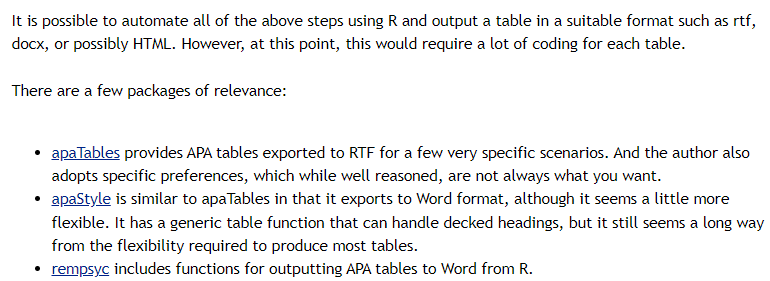 It is possible to automate all of the above steps using R and output a table in a suitable format such as rtf,
docx, or possibly HTML. However, at this point, this would require a lot of coding for each table.
There are a few packages of relevance:
• apaTables provides APA tables exported to RTF for a few very specific scenarios. And the author also
adopts specific preferences, which while well reasoned, are not always what you want.
• apaStyle is similar to apaTables in that it exports to Word format, although it seems a little more
flexible. It has a generic table function that can handle decked headings, but it still seems a long way
from the flexibility required to produce most tables.
• rempsyc includes functions for outputting APA tables to Word from R.